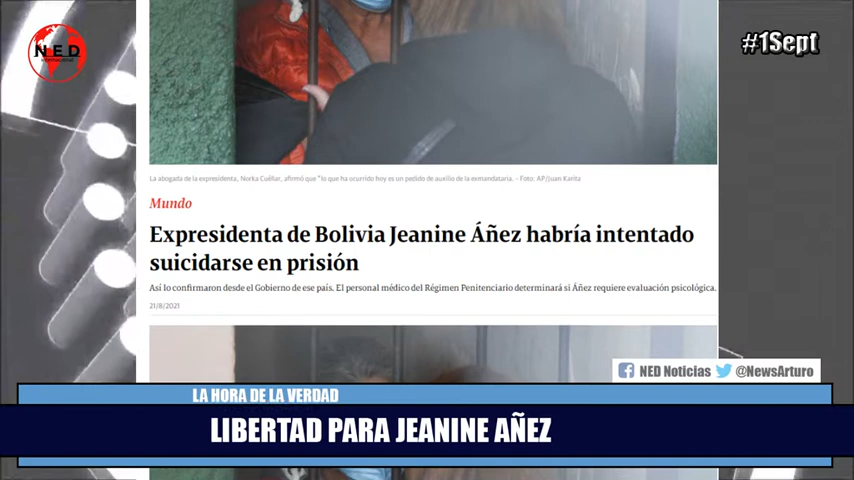 NED
internacional
#1Sept
La abogada de la expresidenta, Norka Cuéllar, afirmó que "lo que ha ocurrido hoy es un pedido de auxilio de la exmandataria. - Foto: AP/Juan Karita
Mundo
Expresidenta de Bolivia Jeanine Áñez habría intentado
suicidarse en prisión
Así lo confirmaron desde el Gobierno de ese país. El personal médico del Régimen Penitenciario determinará si Áñez requiere evaluación psicológica.
21/8/2021
NED Noticias @NewsArturo
LA HORA DE LA VERDAD
LIBERTAD PARA JEANINE AÑEZ